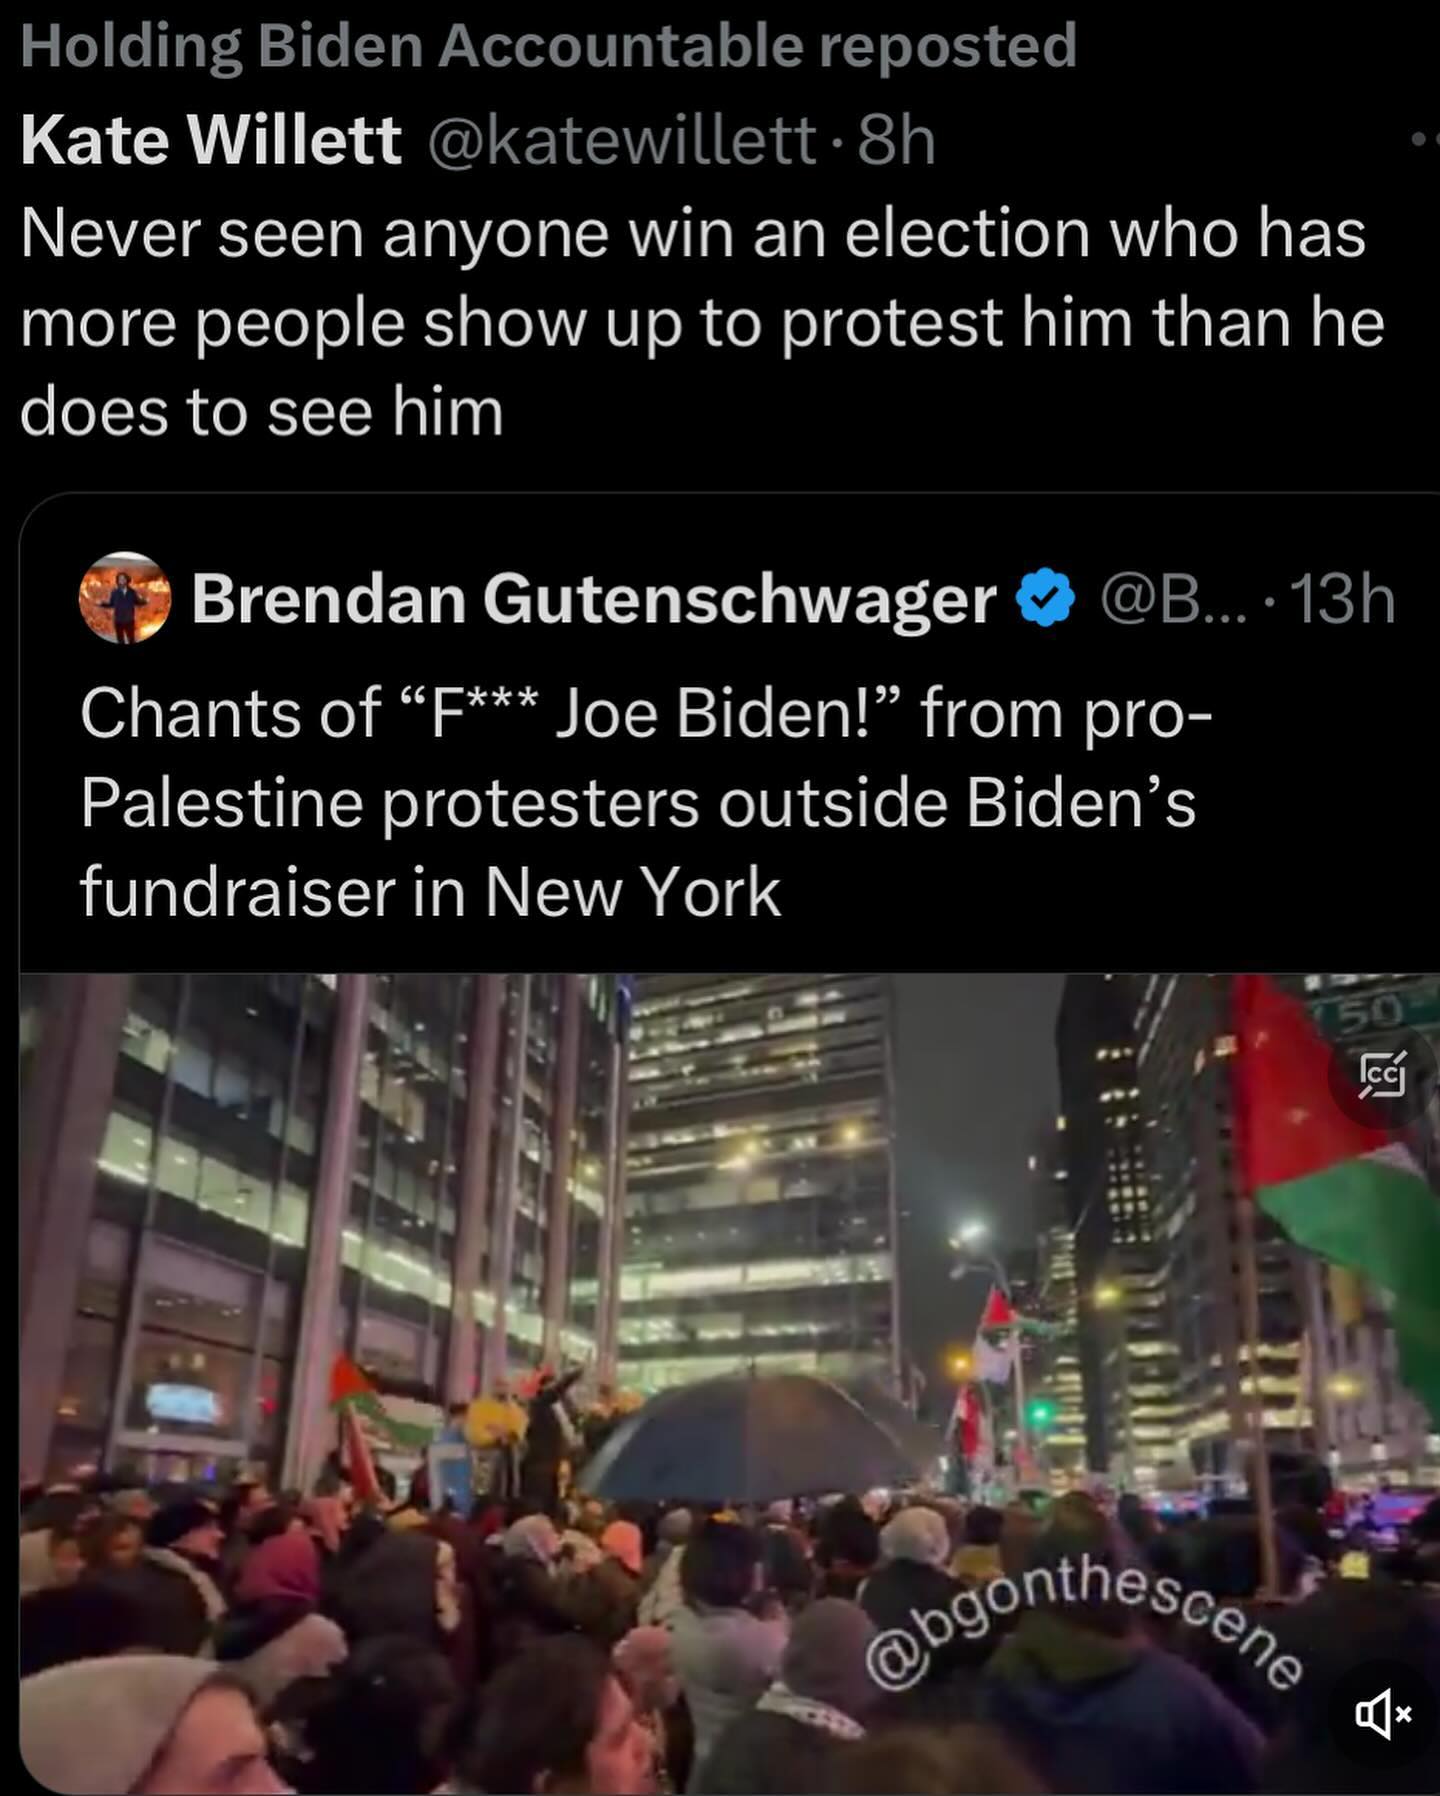 Holding Biden Accountable reposted
Kate Willett @katewillett · 8h
Never seen anyone win an election who has
more people show up to protest him than he
does to see him
Brendan Gutenschwager @B... · 13h
Chants of “F*** Joe Biden!” from pro-
Palestine protesters outside Biden’s
fundraiser in New York
50
CC
@bgonthescene